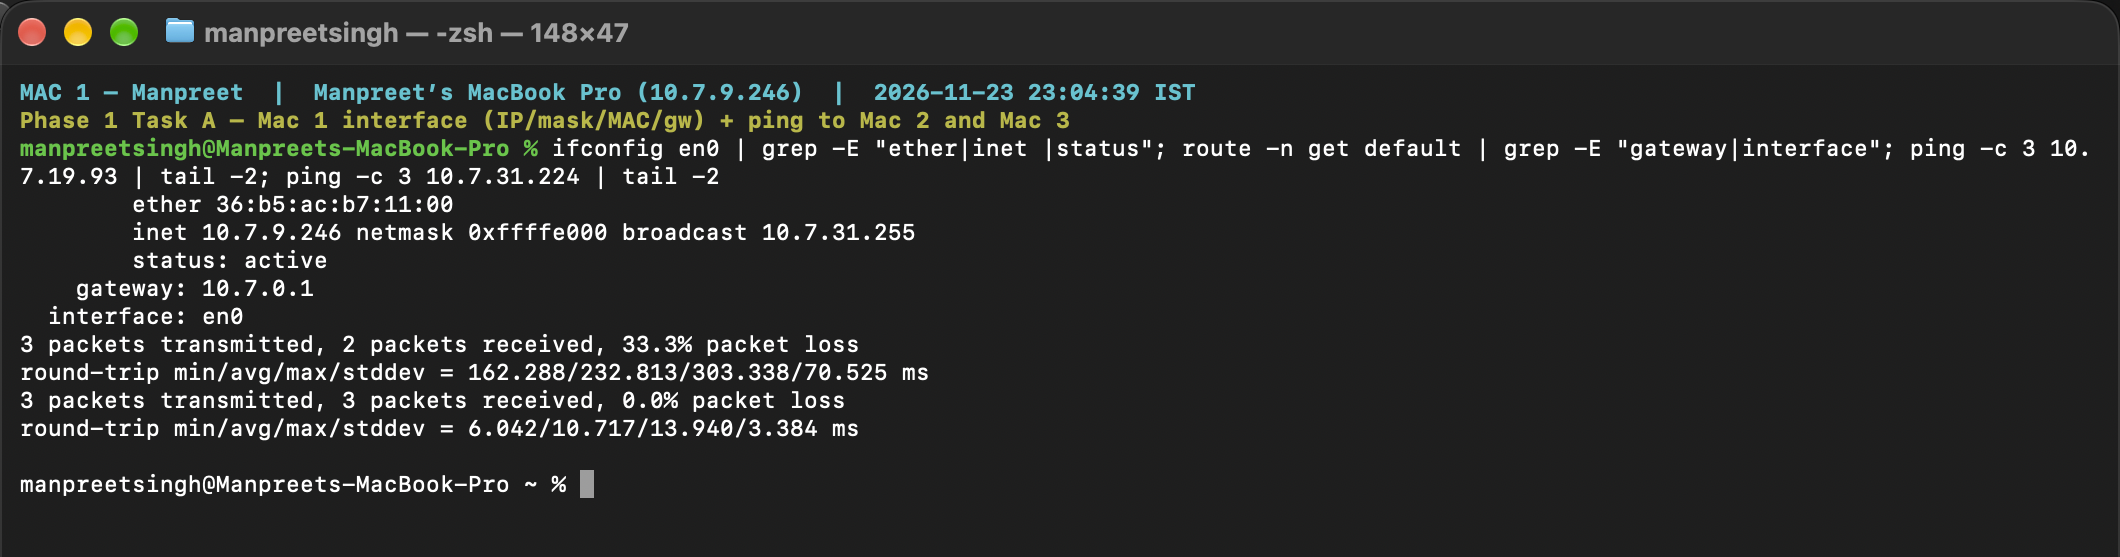 manpreetsingh — -zsh — 148×47
MAC 1 — Manpreet  |  Manpreet’s MacBook Pro (10.7.9.246)  |  2026-11-23 23:04:39 IST
Phase 1 Task A — Mac 1 interface (IP/mask/MAC/gw) + ping to Mac 2 and Mac 3
manpreetsingh@Manpreets-MacBook-Pro % ifconfig en0 | grep -E "ether|inet |status"; route -n get default | grep -E "gateway|interface"; ping -c 3 10.
7.19.93 | tail -2; ping -c 3 10.7.31.224 | tail -2
        ether 36:b5:ac:b7:11:00
        inet 10.7.9.246 netmask 0xffffe000 broadcast 10.7.31.255
        status: active
    gateway: 10.7.0.1
  interface: en0
3 packets transmitted, 2 packets received, 33.3% packet loss
round-trip min/avg/max/stddev = 162.288/232.813/303.338/70.525 ms
3 packets transmitted, 3 packets received, 0.0% packet loss
round-trip min/avg/max/stddev = 6.042/10.717/13.940/3.384 ms
manpreetsingh@Manpreets-MacBook-Pro ~ %